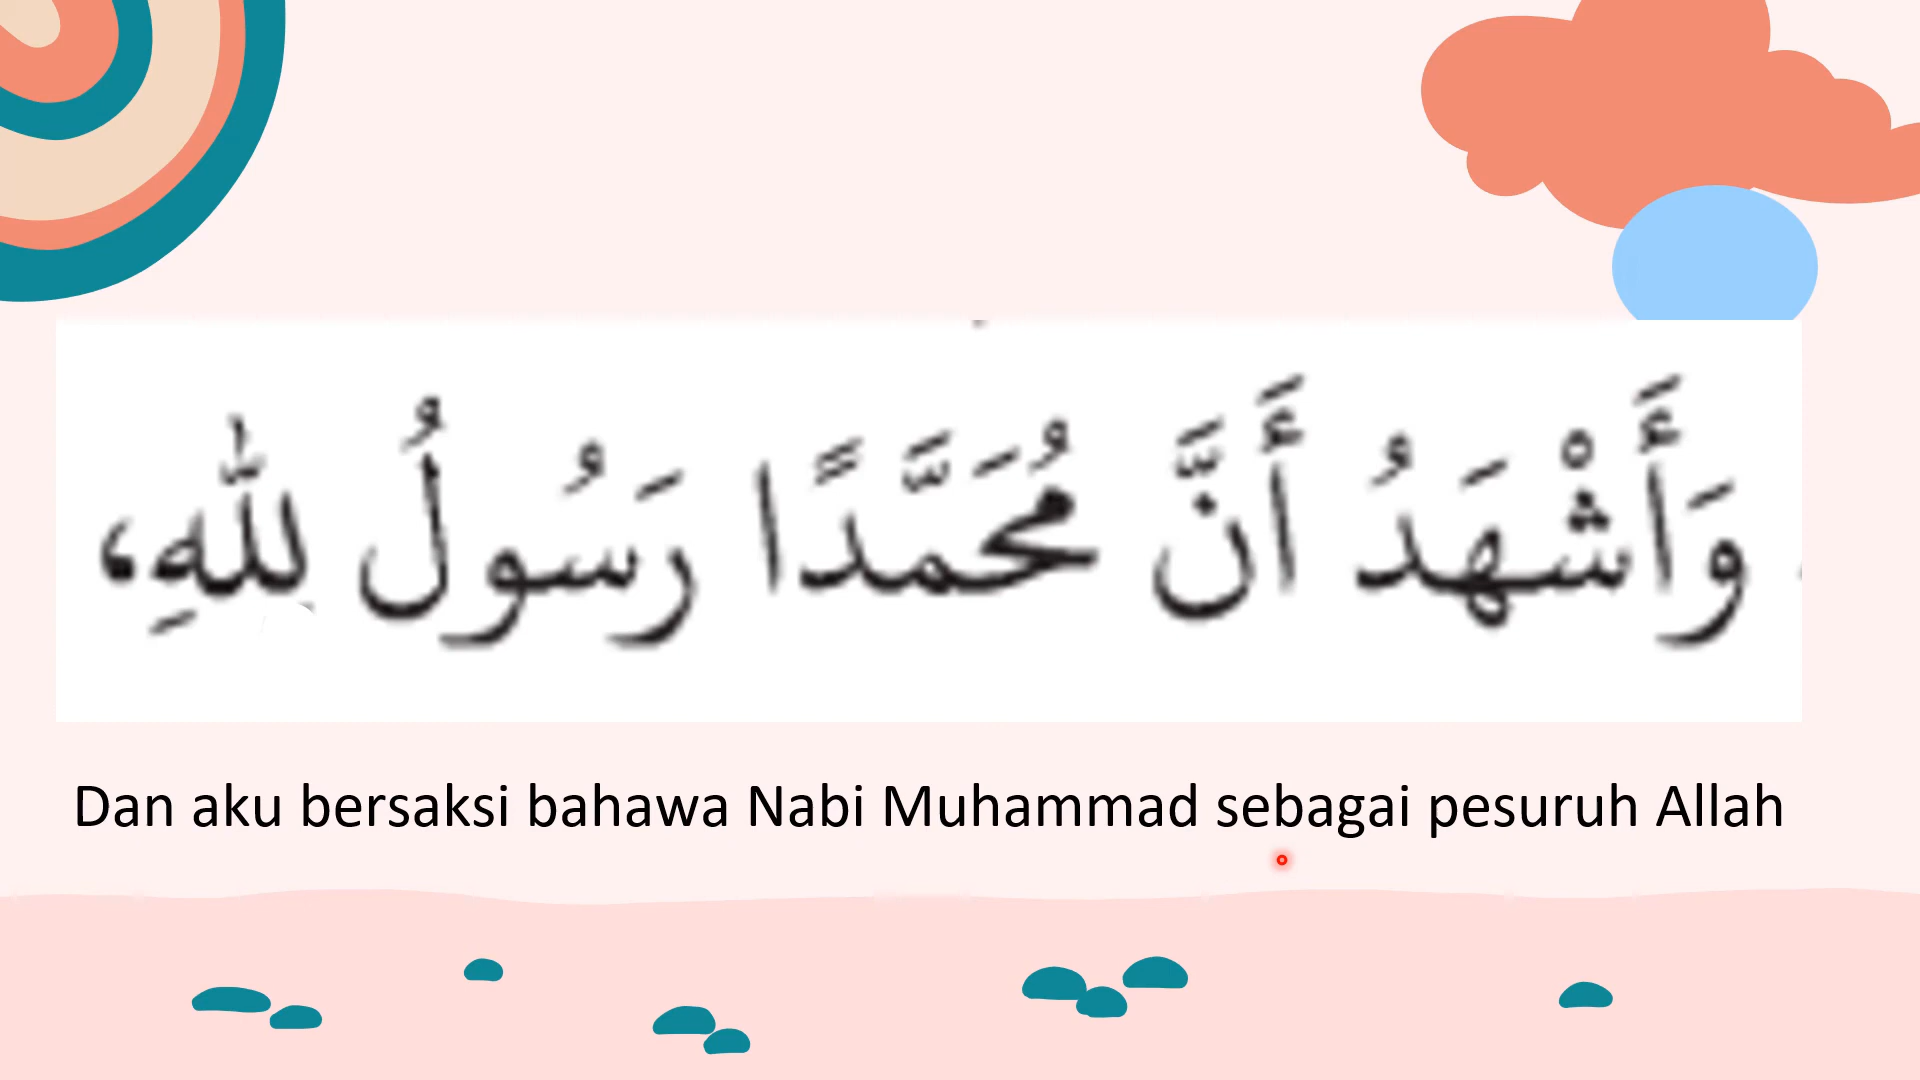 وَأَشْهَدُ أَنَّ مُحَمَّدًا رَسُولُ لِلّٰهِ،
Dan aku bersaksi bahawa Nabi Muhammad sebagai pesuruh Allah